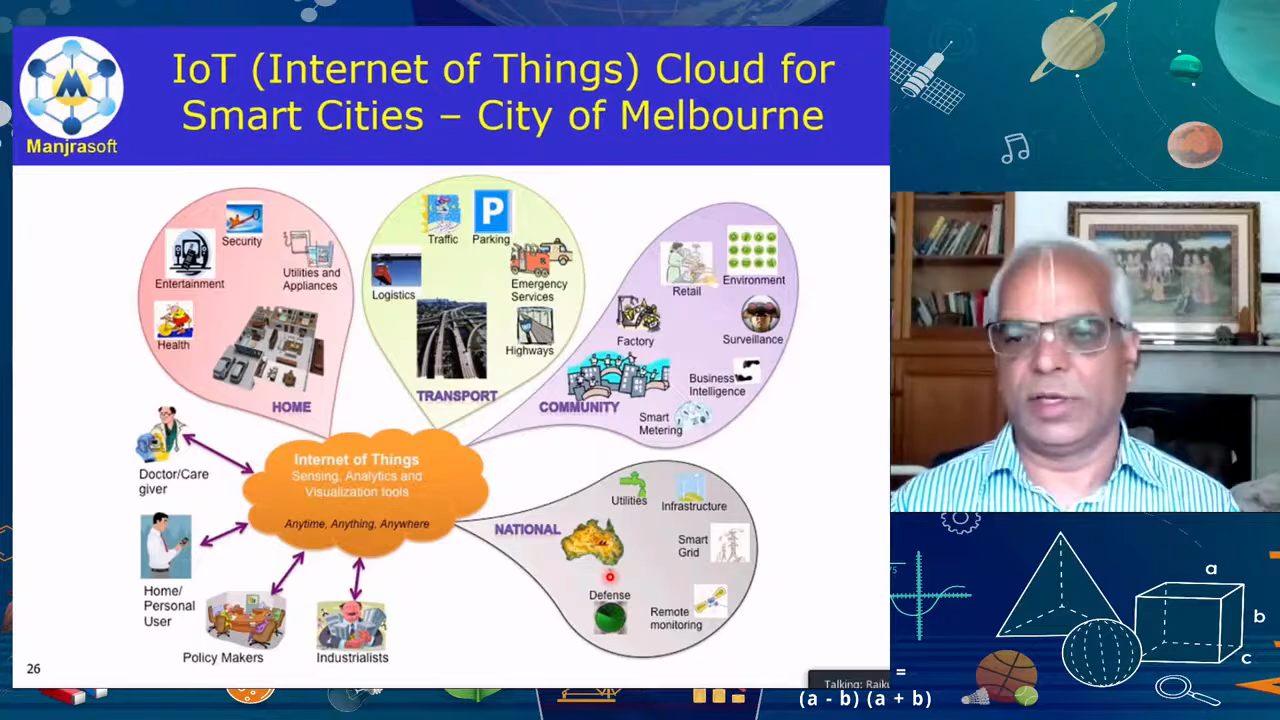 IoT (Internet of Things) Cloud for
Smart Cities – City of Melbourne
M
Manjrasoft
Security
Entertainment
Utilities and
Appliances
Health
HOME
Traffic
P
Parking
Logistics
Emergency
Services
Highways
TRANSPORT
Retail
Environment
Factory
Surveillance
Business
Intelligence
COMMUNITY
Smart
Metering
Internet of Things
Sensing, Analytics and
Visualization tools
Anytime, Anything, Anywhere
Doctor/Care
giver
Home/
Personal
User
Policy Makers
Industrialists
NATIONAL
Utilities
Infrastructure
Smart
Grid
Defense
Remote
monitoring
26
Talking:
a
b
c
=
(a - b) (a + b)